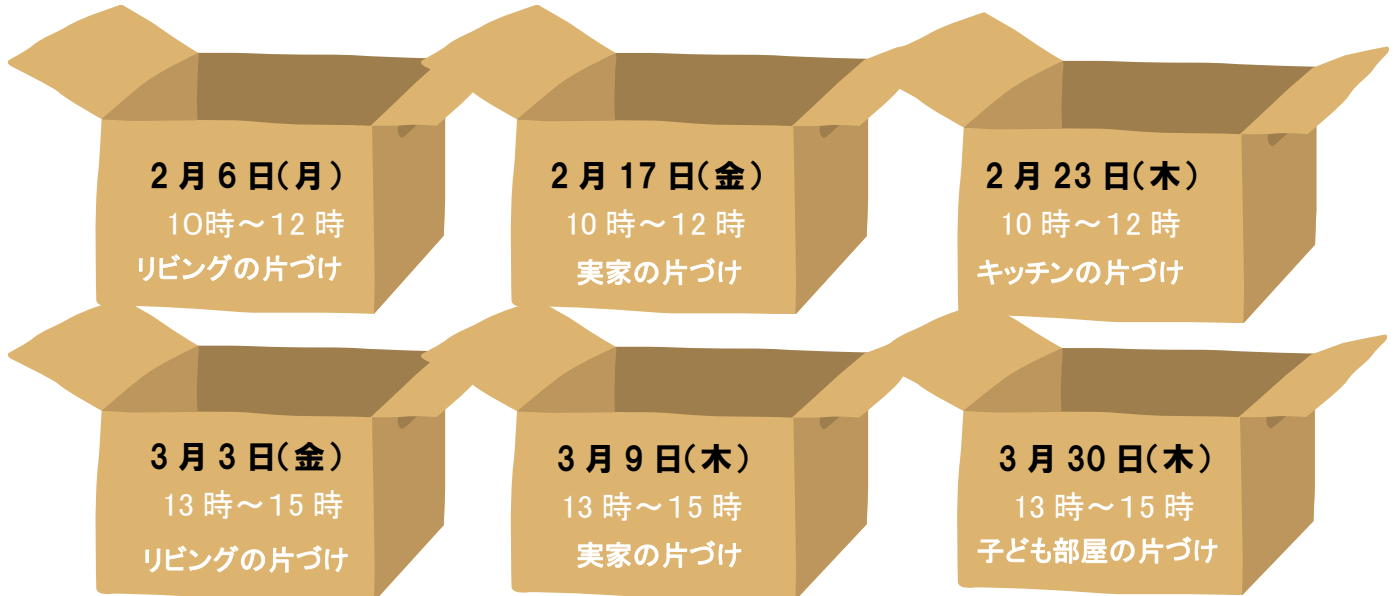 2月6日(月)
10時～12時
リビングの片づけ
2月17日(金)
10時～12時
実家の片づけ
2月23日(木)
10時～12時
キッチンの片づけ
3月3日(金)
13時～15時
リビングの片づけ
3月9日(木)
13時～15時
実家の片づけ
3月30日(木)
13時～15時
子ども部屋の片づけ